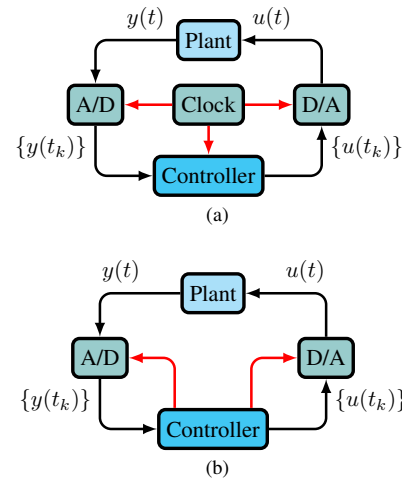 y(t) u(t)
Plant
A/D Clock D/A
{y(t_k)} {u(t_k)}
Controller
(a)
y(t) u(t)
Plant
A/D D/A
{y(t_k)} {u(t_k)}
Controller
(b)